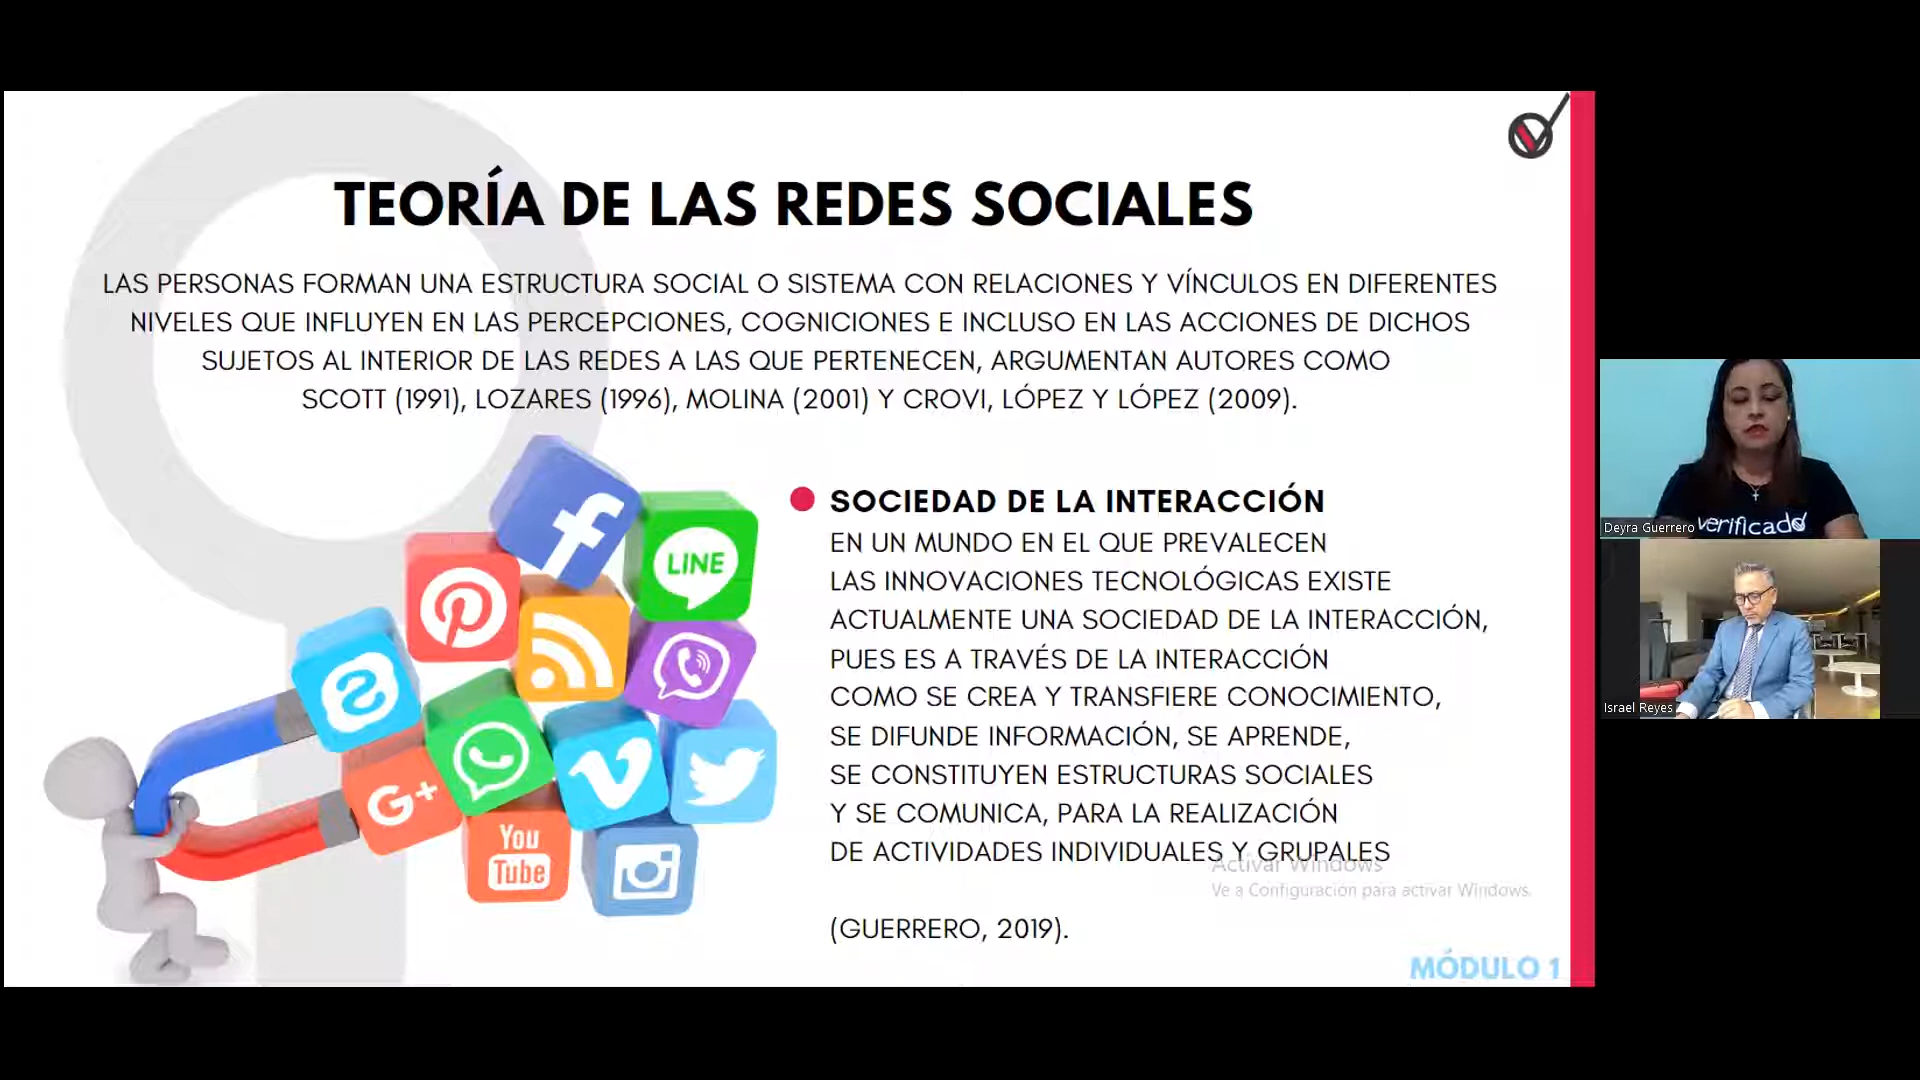 TEORÍA DE LAS REDES SOCIALES
LAS PERSONAS FORMAN UNA ESTRUCTURA SOCIAL O SISTEMA CON RELACIONES Y VÍNCULOS EN DIFERENTES
NIVELES QUE INFLUYEN EN LAS PERCEPCIONES, COGNICIONES E INCLUSO EN LAS ACCIONES DE DICHOS
SUJETOS AL INTERIOR DE LAS REDES A LAS QUE PERTENECEN, ARGUMENTAN AUTORES COMO
SCOTT (1991), LOZARES (1996), MOLINA (2001) Y CROVI, LÓPEZ Y LÓPEZ (2009).
f
LINE
G+
You
Tube
SOCIEDAD DE LA INTERACCIÓN
EN UN MUNDO EN EL QUE PREVALECEN
LAS INNOVACIONES TECNOLÓGICAS EXISTE
ACTUALMENTE UNA SOCIEDAD DE LA INTERACCIÓN,
PUES ES A TRAVÉS DE LA INTERACCIÓN
COMO SE CREA Y TRANSFIERE CONOCIMIENTO,
SE DIFUNDE INFORMACIÓN, SE APRENDE,
SE CONSTITUYEN ESTRUCTURAS SOCIALES
Y SE COMUNICA, PARA LA REALIZACIÓN
DE ACTIVIDADES INDIVIDUALES Y GRUPALES
Activar Windows
Ve a Configuración para activar Windows.
(GUERRERO, 2019).
MÓDULO 1
verificado
Deyra Guerrero
Israel Reyes